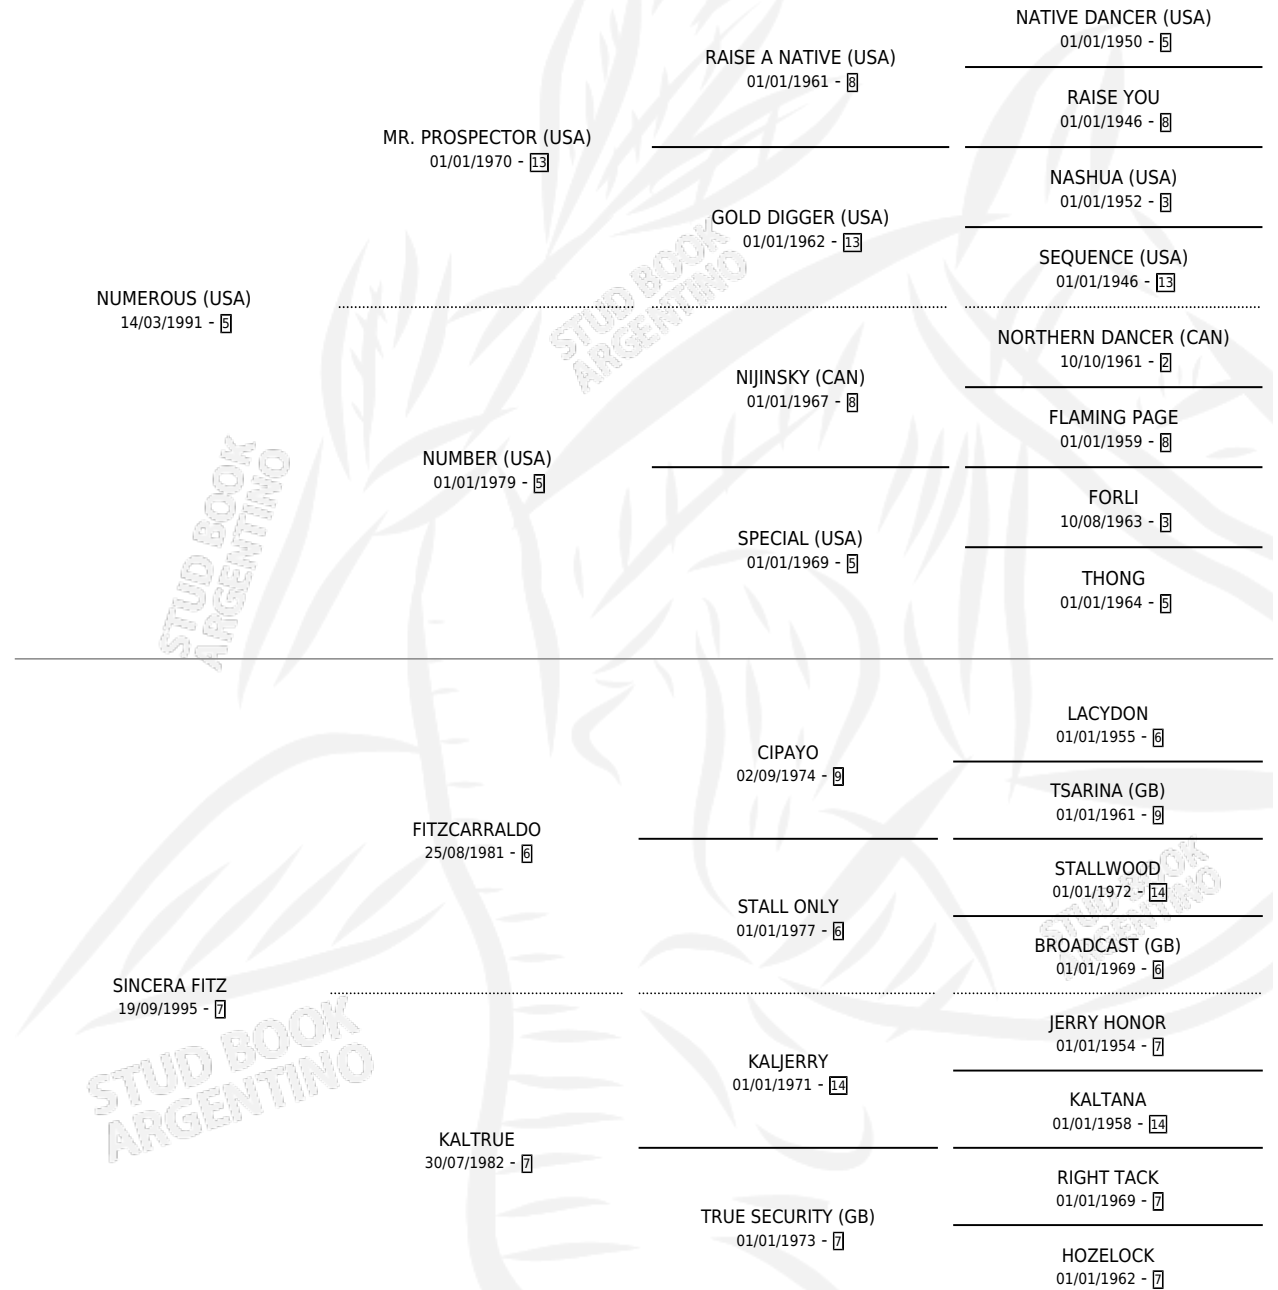 NATIVE DANCER (USA)
01/01/1950 - 5
RAISE A NATIVE (USA)
01/01/1961 - 8
RAISE YOU
01/01/1946 - 8
MR. PROSPECTOR (USA)
01/01/1970 - 13
NASHUA (USA)
01/01/1952 - 3
GOLD DIGGER (USA)
01/01/1962 - 13
SEQUENCE (USA)
01/01/1946 - 13
NUMEROUS (USA)
14/03/1991 - 5
STUD BOOK
ARGENTINO
NORTHERN DANCER (CAN)
10/10/1961 - 2
NIJINSKY (CAN)
01/01/1967 - 8
FLAMING PAGE
01/01/1959 - 8
NUMBER (USA)
01/01/1979 - 5
FORLI
10/08/1963 - 3
SPECIAL (USA)
01/01/1969 - 5
THONG
01/01/1964 - 5
STUD BOOK
ARGENTINO
LACYDON
01/01/1955 - 6
CIPAYO
02/09/1974 - 9
TSARINA (GB)
01/01/1961 - 9
FITZCARRALDO
25/08/1981 - 6
STALLWOOD
01/01/1972 - 14
STALL ONLY
01/01/1977 - 6
STUD BOOK
ARGENTINO
BROADCAST (GB)
01/01/1969 - 6
SINCERA FITZ
19/09/1995 - 7
JERRY HONOR
01/01/1954 - 7
KALJERRY
01/01/1971 - 14
KALTANA
01/01/1958 - 14
STUD BOOK
ARGENTINO
KALTRUE
30/07/1982 - 7
RIGHT TACK
01/01/1969 - 7
TRUE SECURITY (GB)
01/01/1973 - 7
HOZELOCK
01/01/1962 - 7